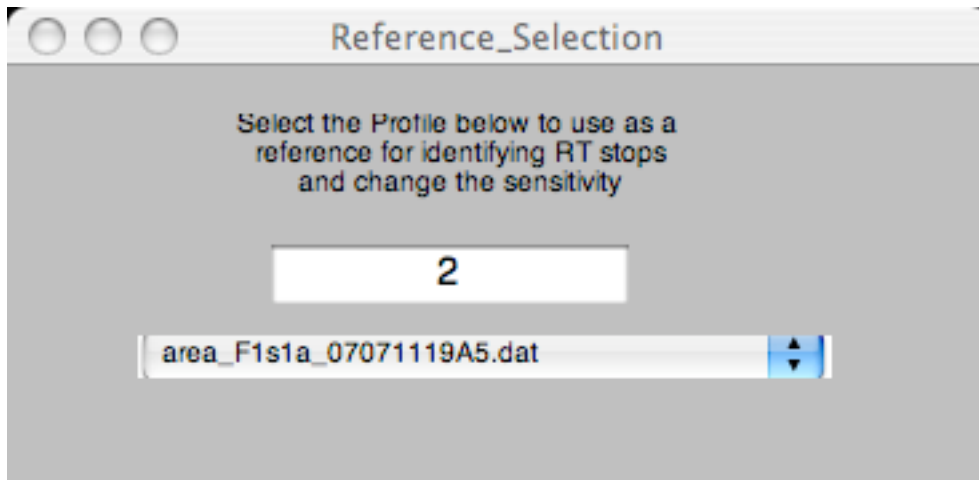 Reference_Selection
Select the Profile below to use as a
reference for identifying RT stops
and change the sensitivity
2
area_F1s1a_07071119A5.dat